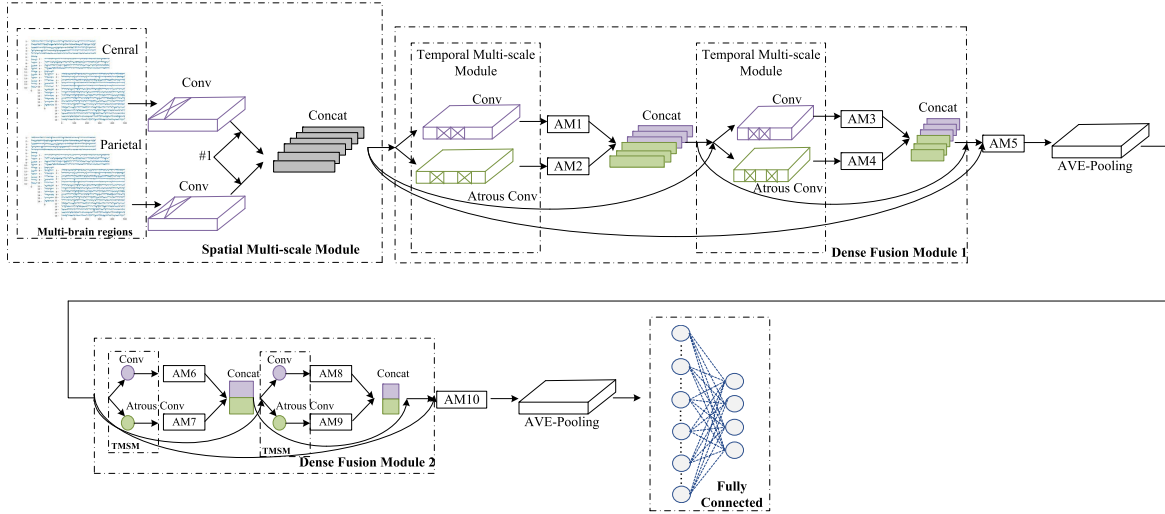 Cenral
Conv
Parietal
#1
Conv
Concat
Multi-brain regions
Spatial Multi-scale Module
Temporal Multi-scale
Module
Conv
AM1
AM2
Atrous Conv
Concat
Temporal Multi-scale
Module
Conv
AM3
AM4
Atrous Conv
Concat
AM5
AVE-Pooling
Dense Fusion Module 1
Conv
AM6
Atrous Conv
AM7
TMSM
Concat
Conv
AM8
Atrous Conv
AM9
TMSM
Concat
AM10
Dense Fusion Module 2
AVE-Pooling
Fully
Connected